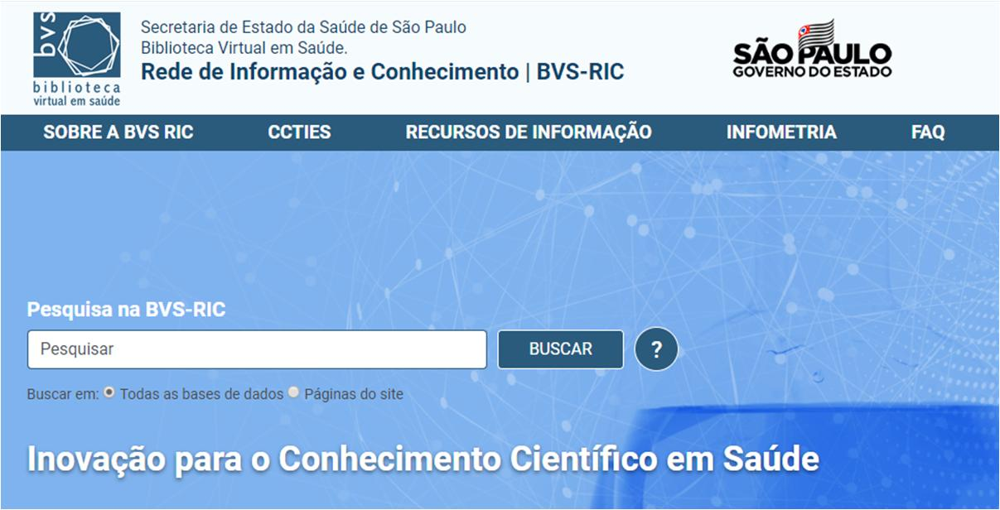 bvs
biblioteca
virtual em saúde
Secretaria de Estado da Saúde de São Paulo
Biblioteca Virtual em Saúde.
Rede de Informação e Conhecimento | BVS-RIC
SÃO PAULO
GOVERNO DO ESTADO
SOBRE A BVS RIC CCTIES RECURSOS DE INFORMAÇÃO INFOMETRIA FAQ
Pesquisa na BVS-RIC
Pesquisar BUSCAR ?
Buscar em: Todas as bases de dados Páginas do site
Inovação para o Conhecimento Científico em Saúde